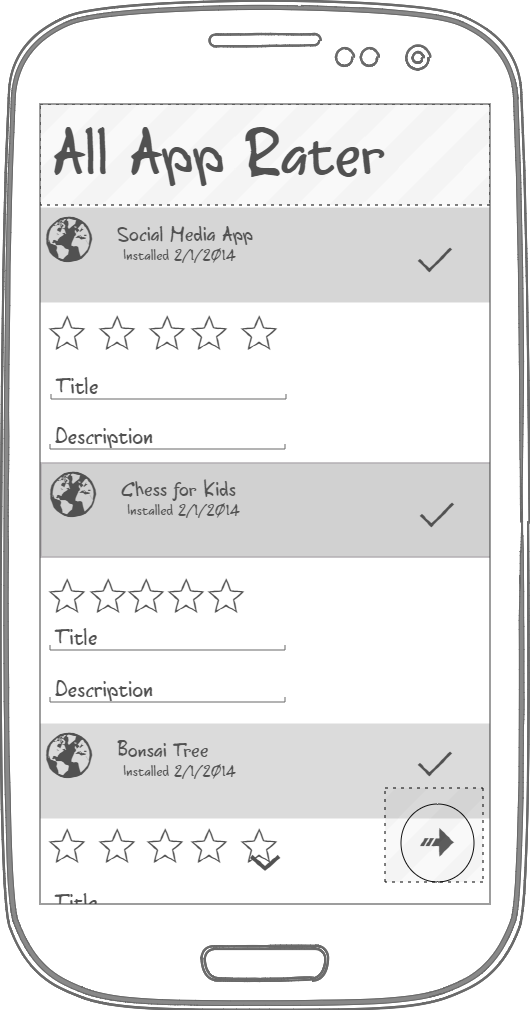 All App Rater
Social Media App
Installed 2/1/2014
Title
Description
Chess for Kids
Installed 2/1/2014
Title
Description
Bonsai Tree
Installed 2/1/2014
Title